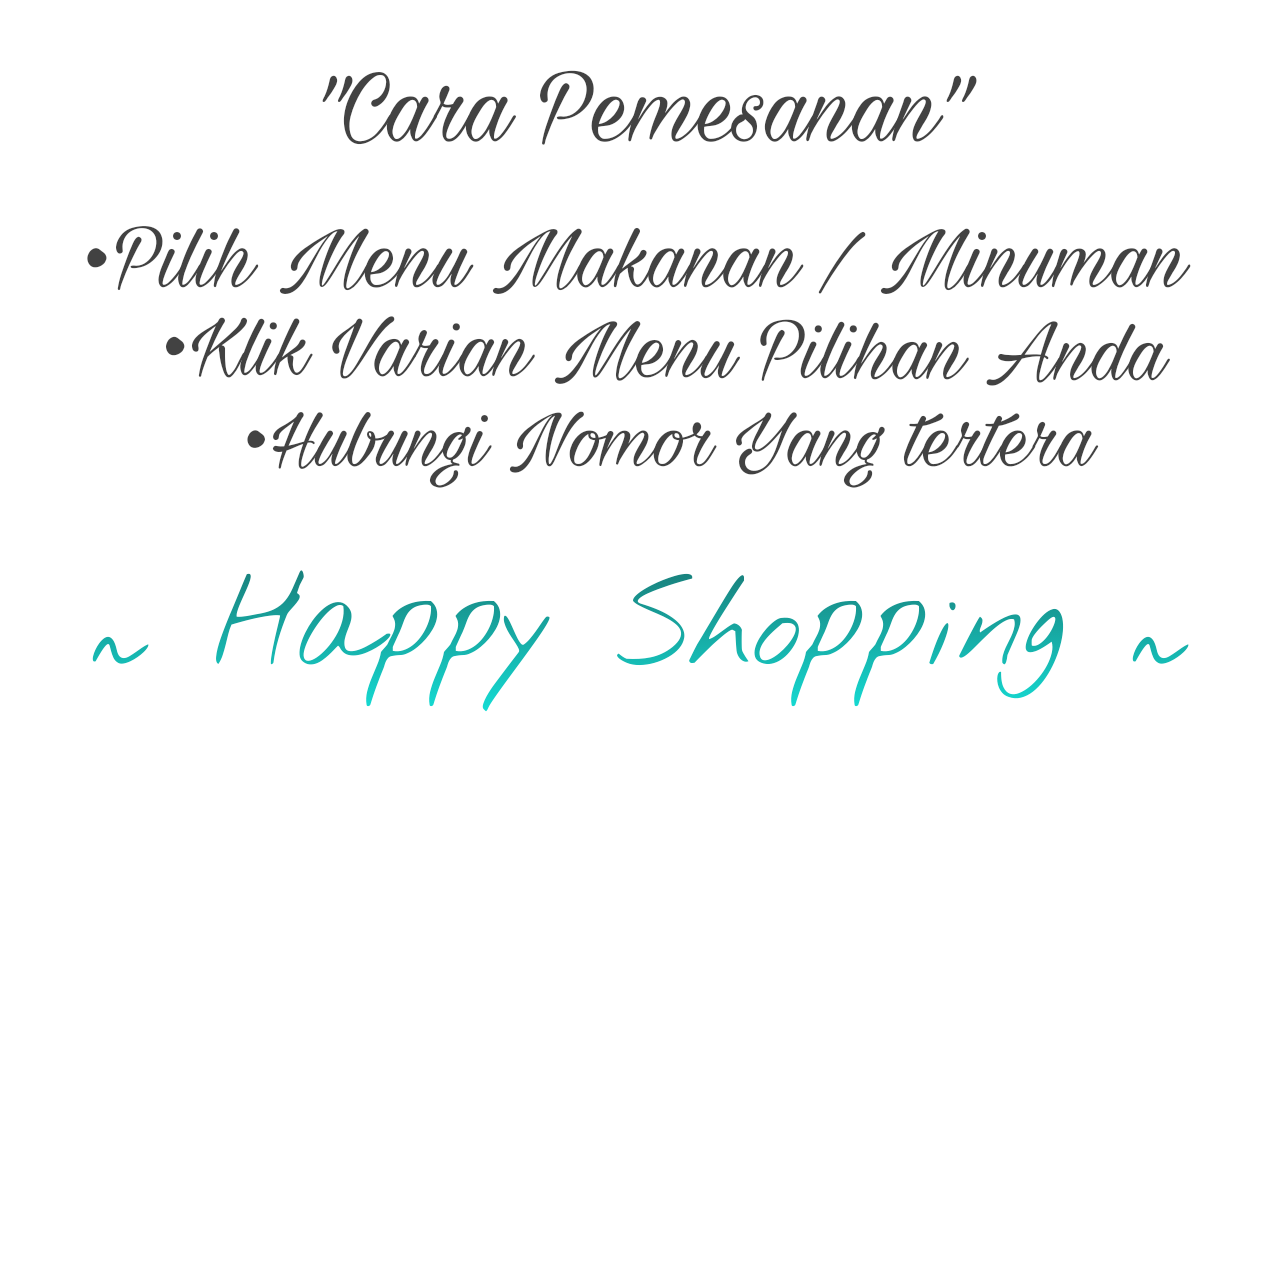 "Cara Pemesanan"
•Pilih Menu Makanan / Minuman
•Klik Varian Menu Pilihan Anda
•Hubungi Nomor Yang tertera
~ Happy Shopping ~